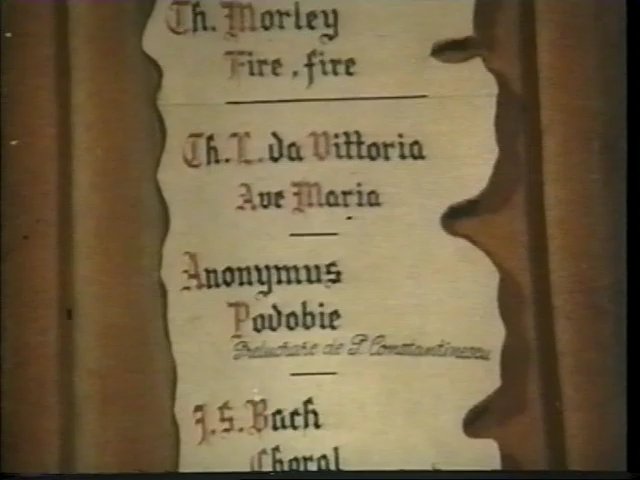 Th. Morley
Fire, fire
Th. L. da Vittoria
Ave Maria
Anonymus
Podobie
Prelucrare de P. Constantinescu
J. S. Bach
Choral